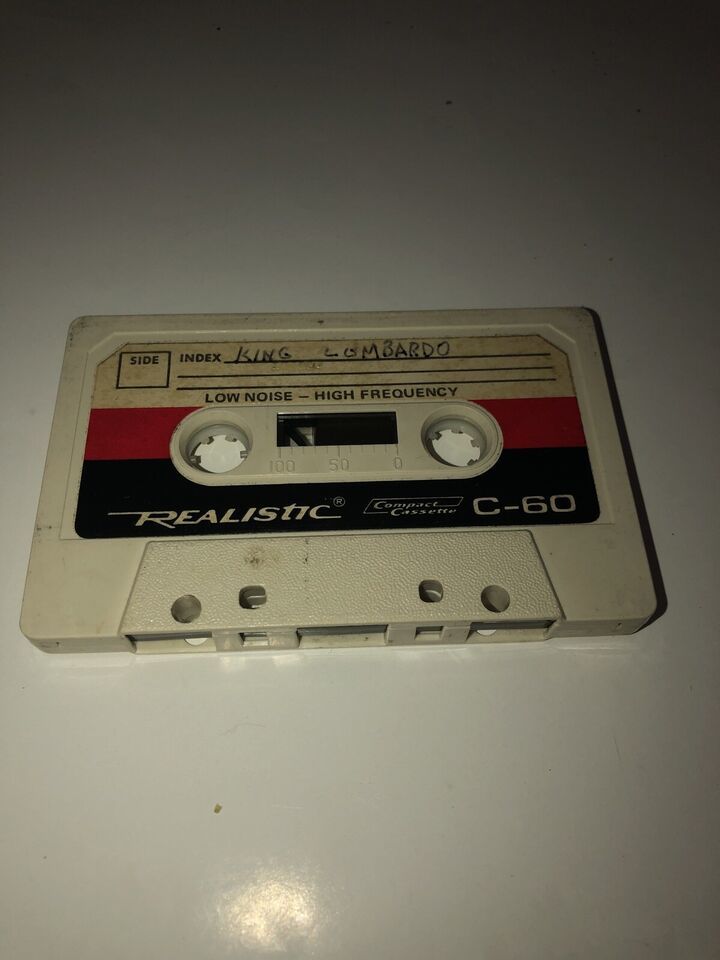 SIDE INDEX KING LOMBARDO
LOW NOISE – HIGH FREQUENCY
100 50 0
REALISTIC® Compact Cassette C-60